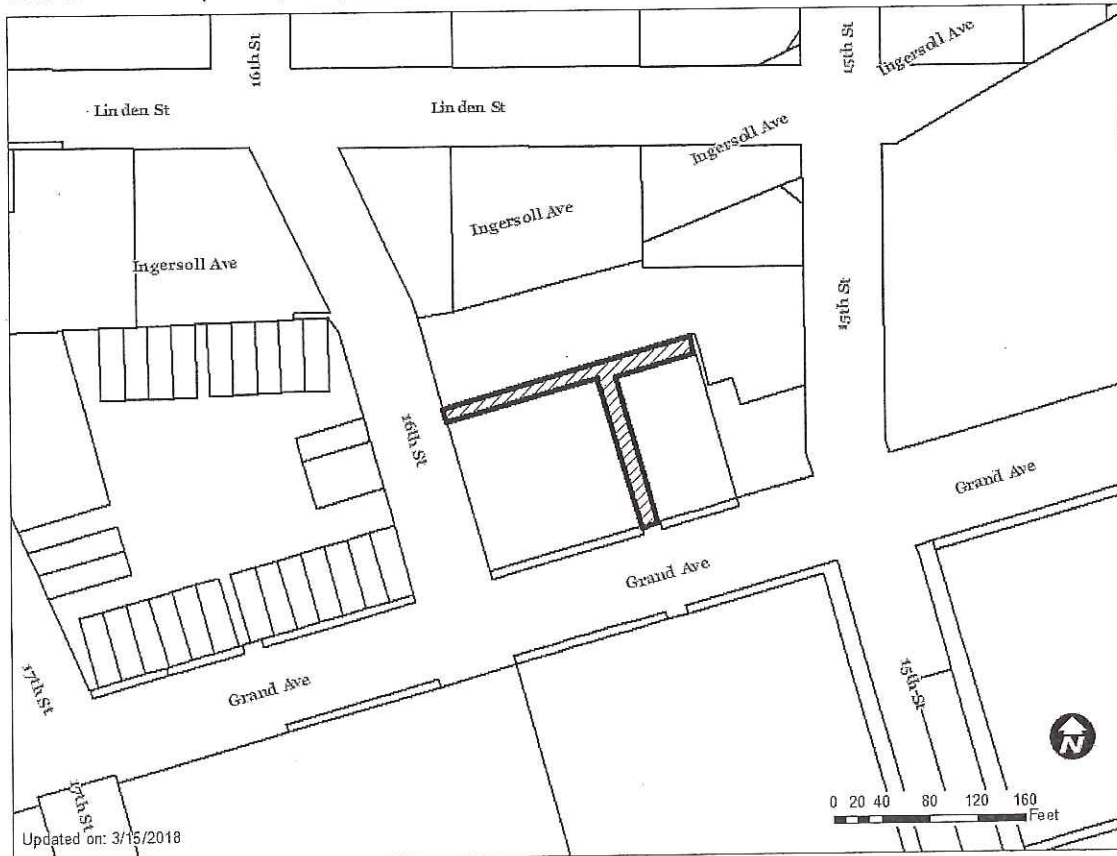 16th St
15th St
Ingersoll Ave
Linden St
Linden St
Ingersoll Ave
Ingersoll Ave
Ingersoll Ave
15th St
16th St
Grand Ave
Grand Ave
17th St
Grand Ave
15th St
17th St
N
0 20 40 80 120 160
Feet
Updated on: 3/15/2018